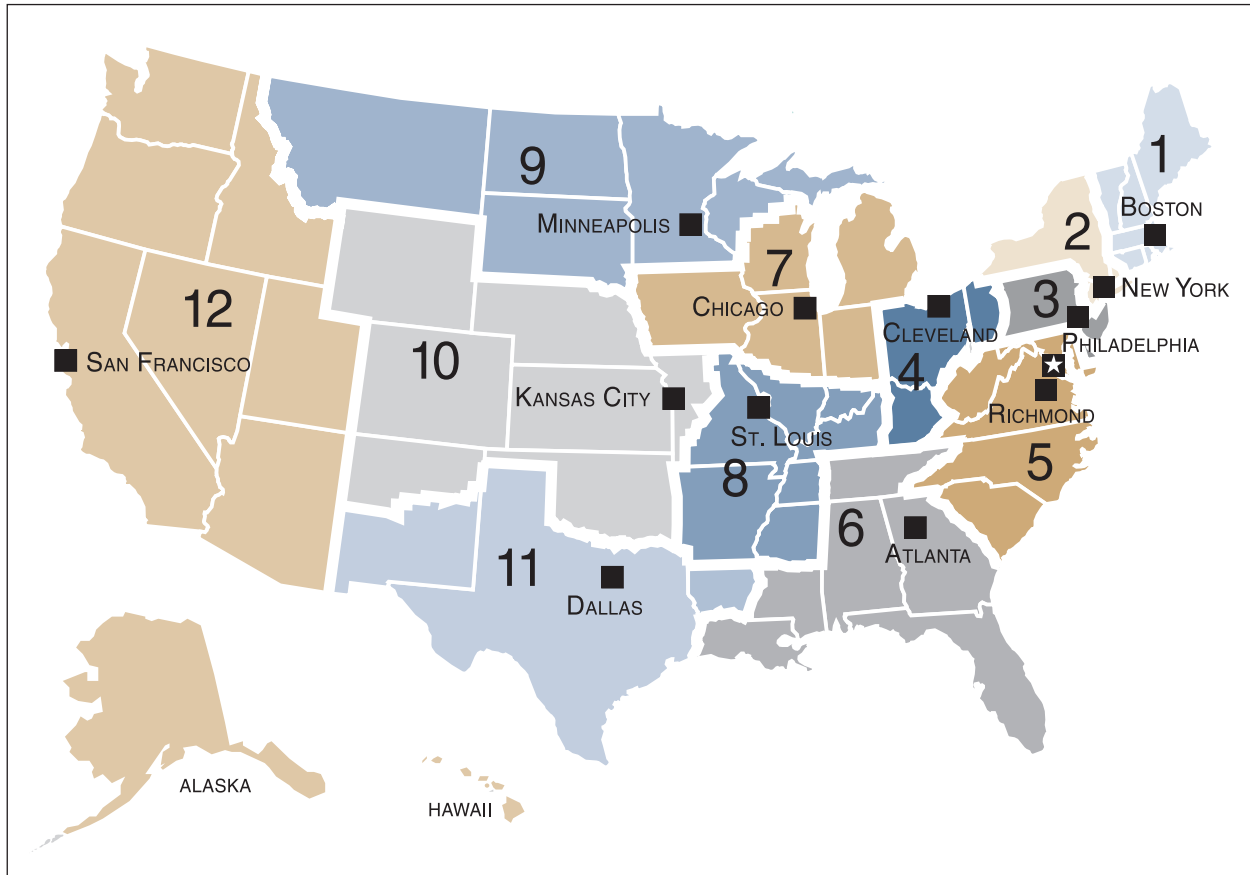 1
9
BOSTON
2
MINNEAPOLIS
7
3
NEW YORK
12
CHICAGO
CLEVELAND
PHILADELPHIA
SAN FRANCISCO
10
4
KANSAS CITY
RICHMOND
ST. LOUIS
5
8
6
ATLANTA
11
DALLAS
ALASKA
HAWAII